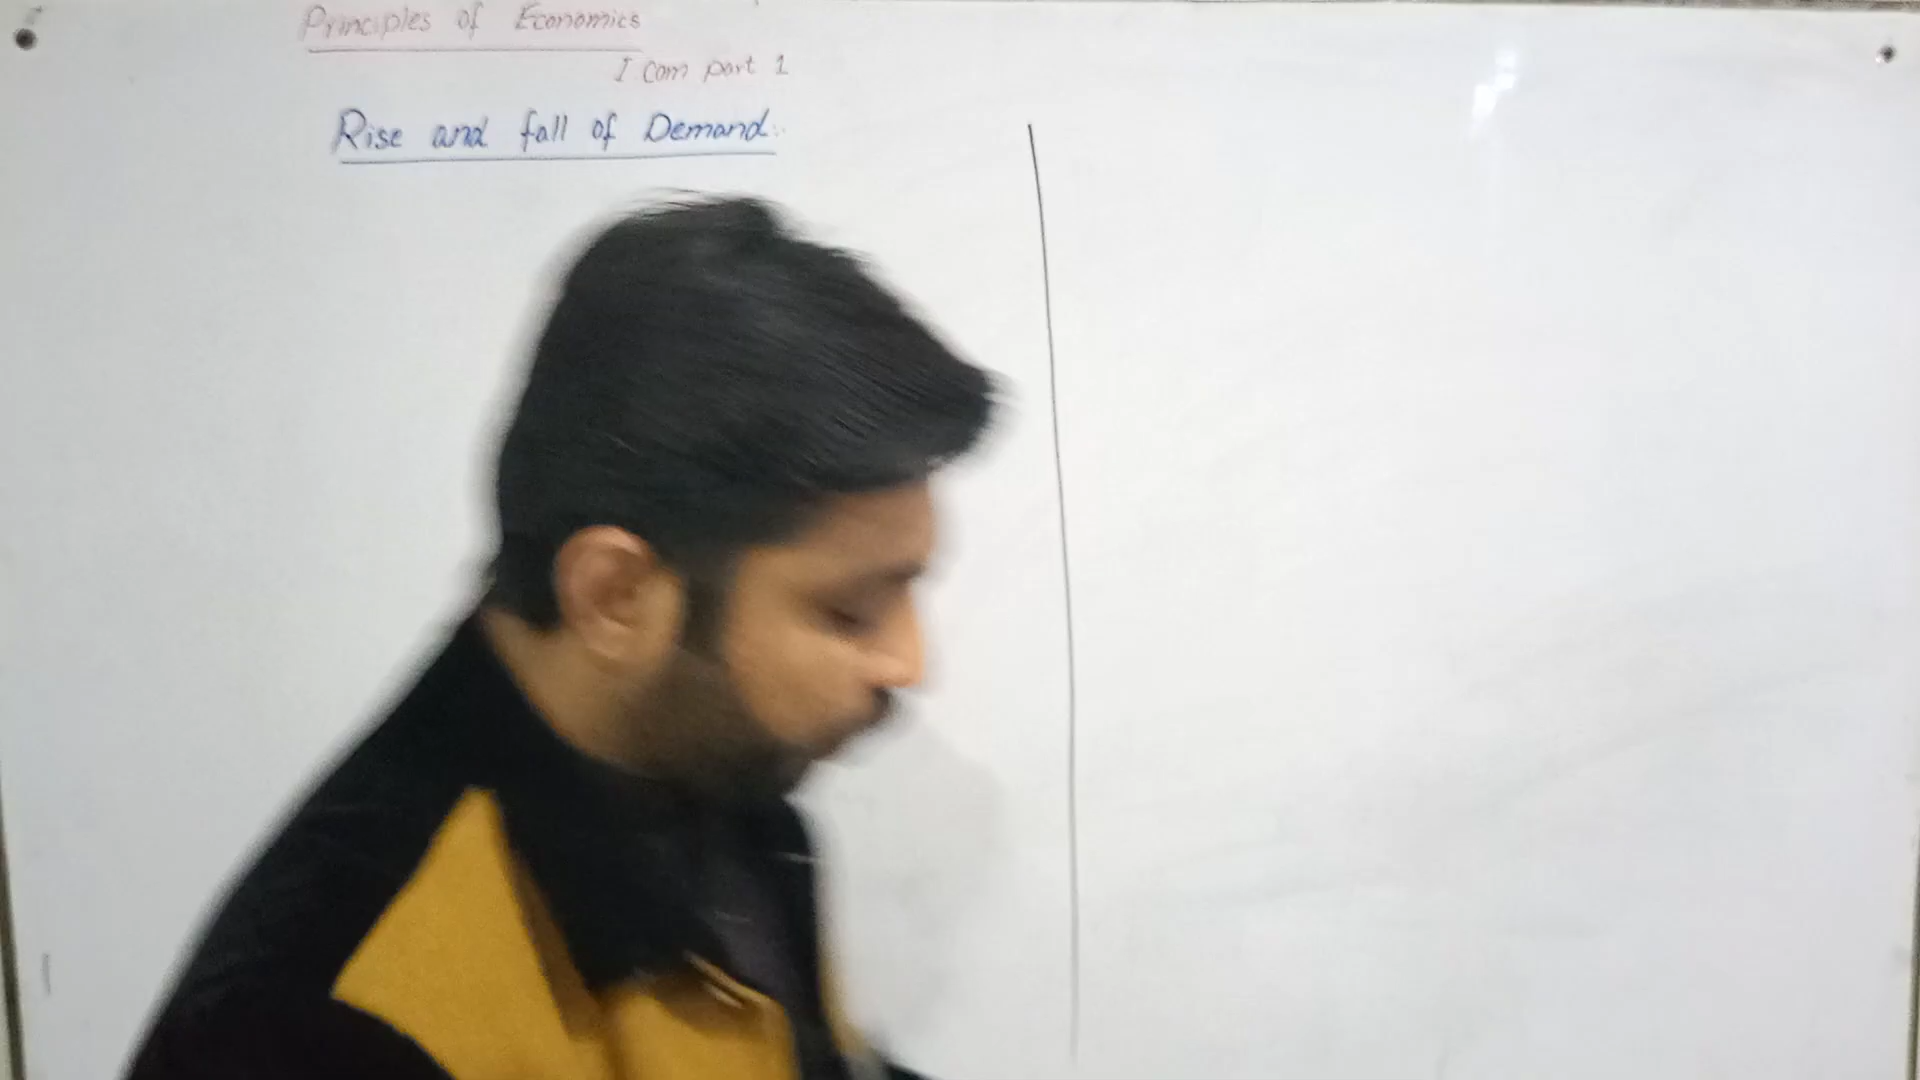 Principles of Economics
I com part 1
Rise and fall of Demand: